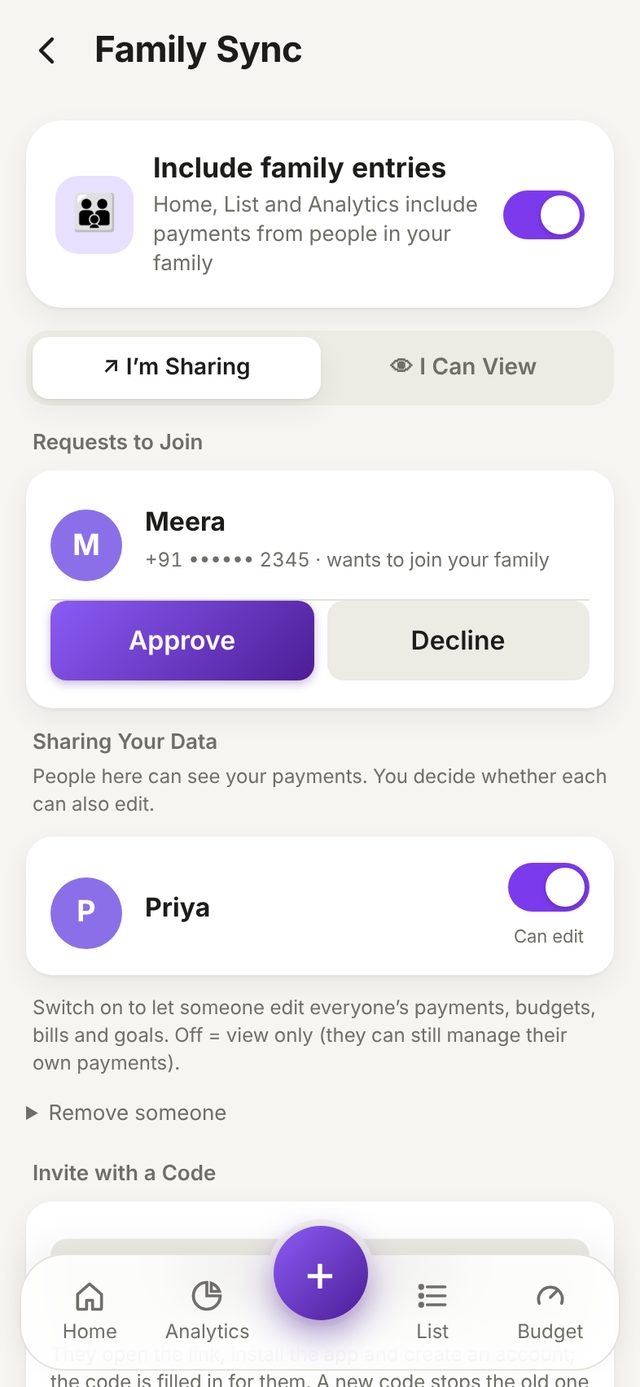 Family Sync
Include family entries
Home, List and Analytics include
payments from people in your
family
I’m Sharing
I Can View
Requests to Join
M
Meera
+91 •••••• 2345 · wants to join your family
Approve
Decline
Sharing Your Data
People here can see your payments. You decide whether each
can also edit.
P
Priya
Can edit
Switch on to let someone edit everyone’s payments, budgets,
bills and goals. Off = view only (they can still manage their
own payments).
Remove someone
Invite with a Code
+
Home
Analytics
List
Budget
They open the link, install the app and create an account;
the code is filled in for them. A new code stops the old one